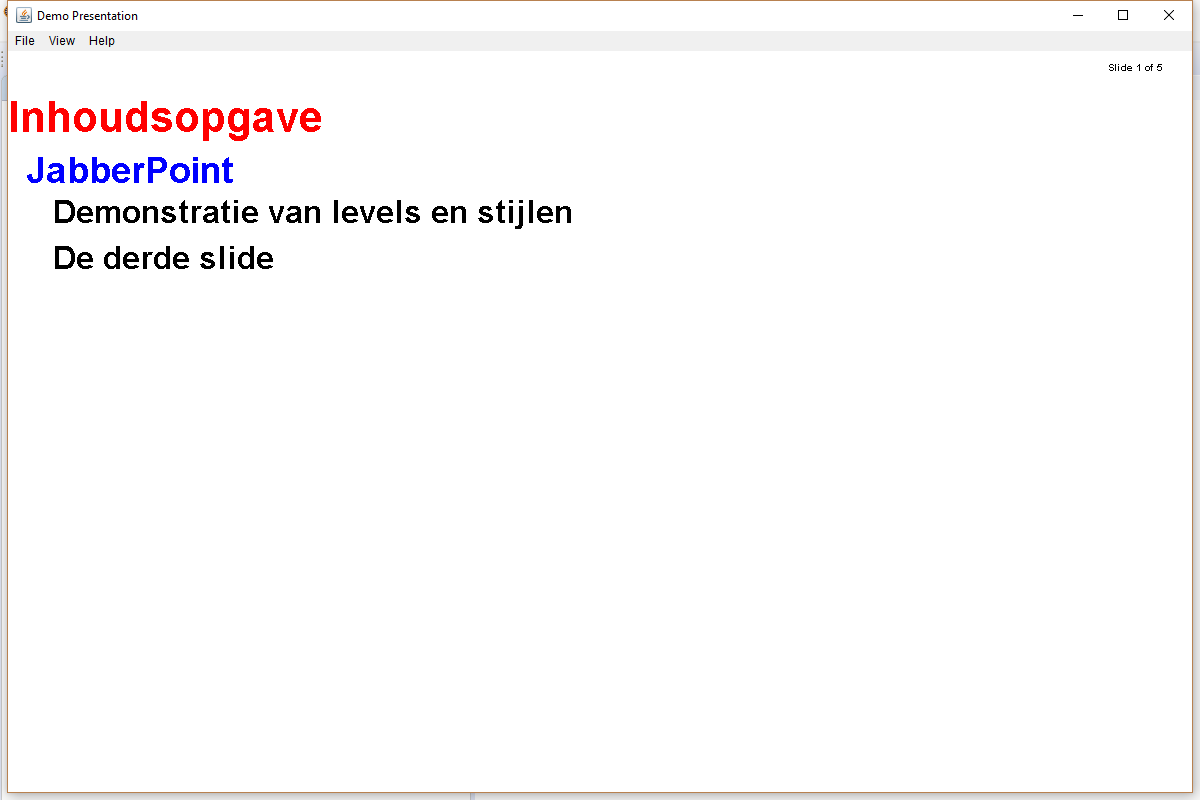 Demo Presentation
File View Help
Slide 1 of 5
Inhoudsopgave
JabberPoint
Demonstratie van levels en stijlen
De derde slide